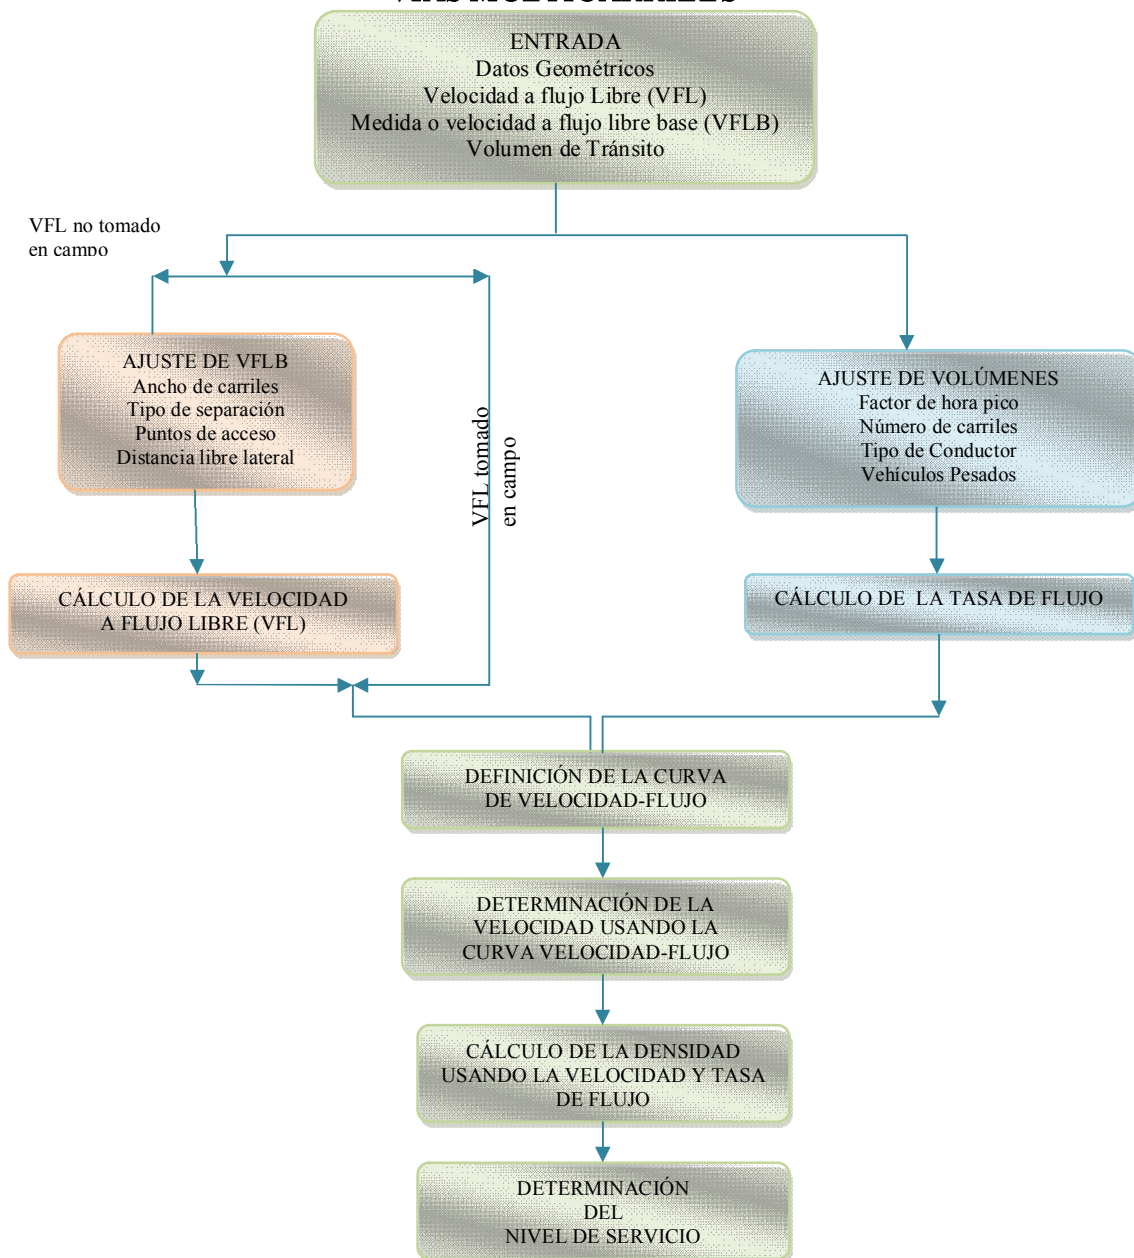 VÍAS MULTICARRILES
ENTRADA
Datos Geométricos
Velocidad a flujo Libre (VFL)
Medida o velocidad a flujo libre base (VFLB)
Volumen de Tránsito
VFL no tomado
en campo
AJUSTE DE VFLB
Ancho de carriles
Tipo de separación
Puntos de acceso
Distancia libre lateral
VFL tomado
en campo
AJUSTE DE VOLÚMENES
Factor de hora pico
Número de carriles
Tipo de Conductor
Vehículos Pesados
CÁLCULO DE LA VELOCIDAD
A FLUJO LIBRE (VFL)
CÁLCULO DE LA TASA DE FLUJO
DEFINICIÓN DE LA CURVA
DE VELOCIDAD-FLUJO
DETERMINACIÓN DE LA
VELOCIDAD USANDO LA
CURVA VELOCIDAD-FLUJO
CÁLCULO DE LA DENSIDAD
USANDO LA VELOCIDAD Y TASA
DE FLUJO
DETERMINACIÓN
DEL
NIVEL DE SERVICIO